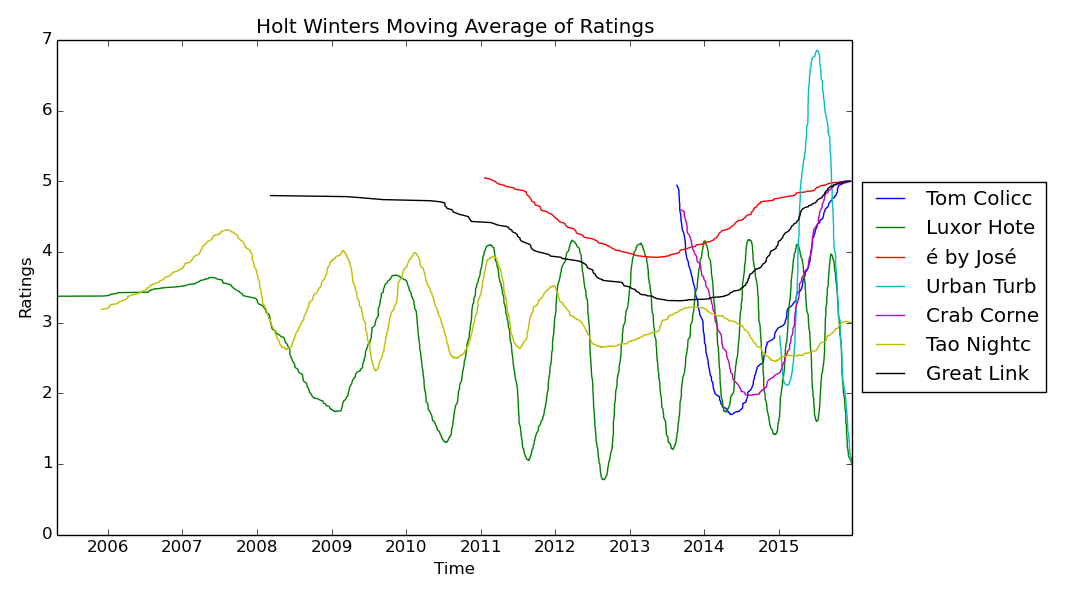 Holt Winters Moving Average of Ratings
7
6
5
4
3
2
1
0
Ratings
2006 2007 2008 2009 2010 2011 2012 2013 2014 2015
Time
Tom Colicc
Luxor Hote
é by José
Urban Turb
Crab Corne
Tao Nightc
Great Link